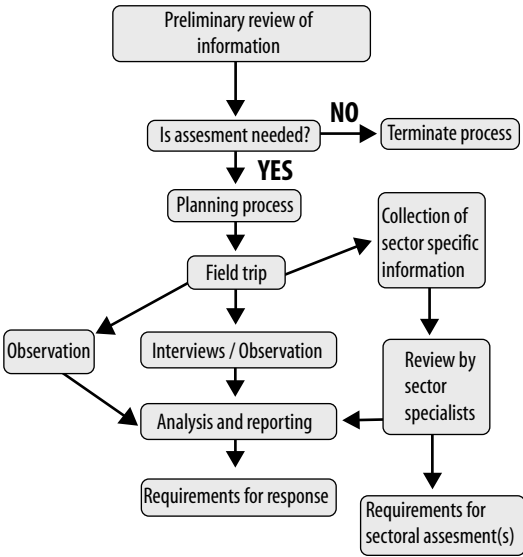 Preliminary review of
information
NO
Is assesment needed?
Terminate process
YES
Planning process
Collection of
sector specific
information
Field trip
Observation
Interviews / Observation
Review by
sector
specialists
Analysis and reporting
Requirements for response
Requirements for
sectoral assesment(s)